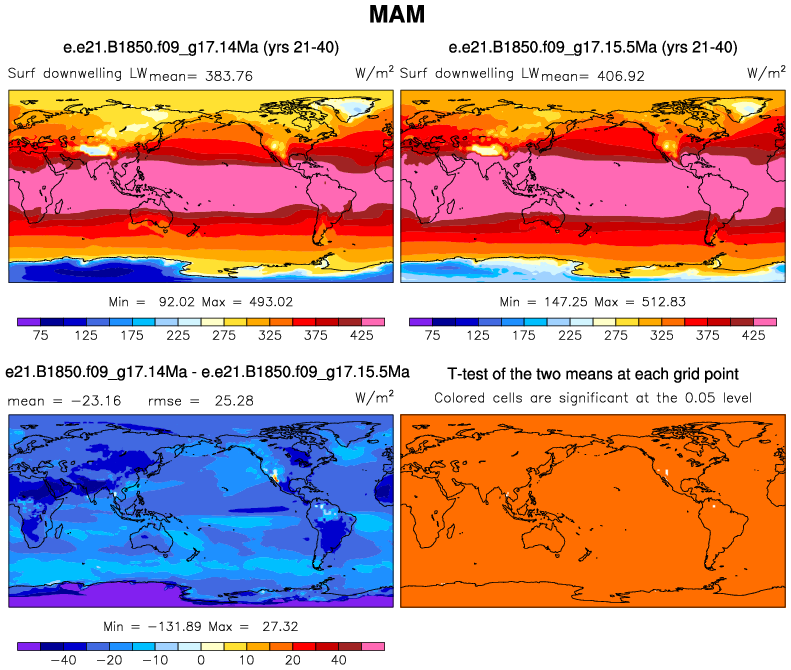 MAM
e.e21.B1850.f09_g17.14Ma (yrs 21-40)
Surf downwelling LW mean= 383.76 W/m²
Min = 92.02 Max = 493.02
75 125 175 225 275 325 375 425
e.e21.B1850.f09_g17.15.5Ma (yrs 21-40)
Surf downwelling LW mean= 406.92 W/m²
Min = 147.25 Max = 512.83
75 125 175 225 275 325 375 425
e21.B1850.f09_g17.14Ma - e.e21.B1850.f09_g17.15.5Ma
mean = -23.16 rmse = 25.28 W/m²
Min = -131.89 Max = 27.32
-40 -20 -10 0 10 20 40
T-test of the two means at each grid point
Colored cells are significant at the 0.05 level